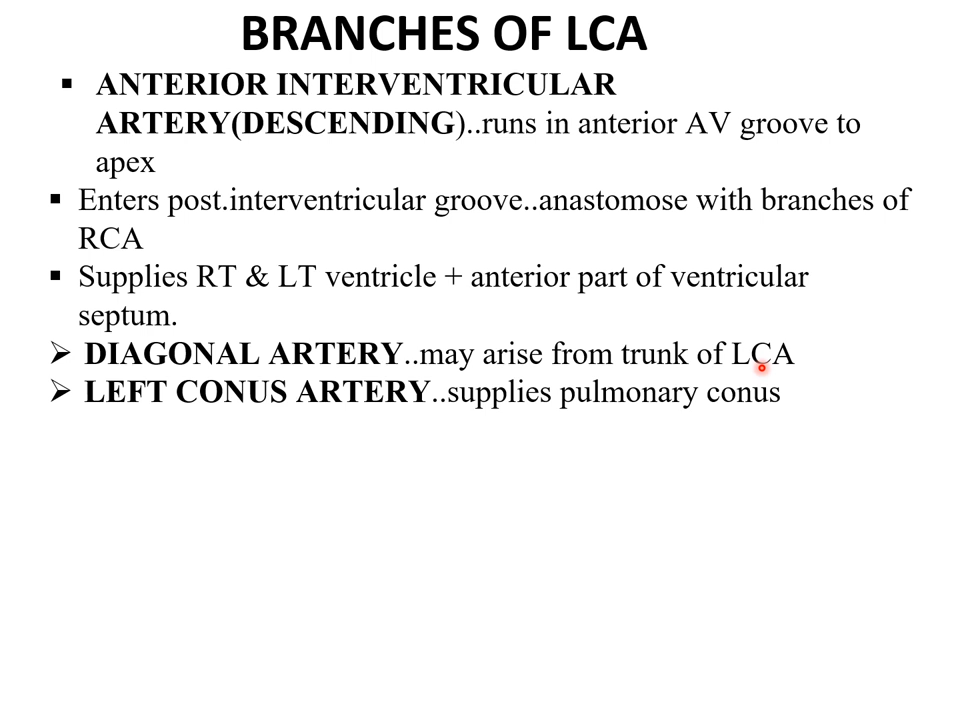 BRANCHES OF LCA
▪ ANTERIOR INTERVENTRICULAR
ARTERY(DESCENDING)..runs in anterior AV groove to
apex
▪ Enters post.interventricular groove..anastomose with branches of
RCA
▪ Supplies RT & LT ventricle + anterior part of ventricular
septum.
➢ DIAGONAL ARTERY..may arise from trunk of LCA
➢ LEFT CONUS ARTERY..supplies pulmonary conus